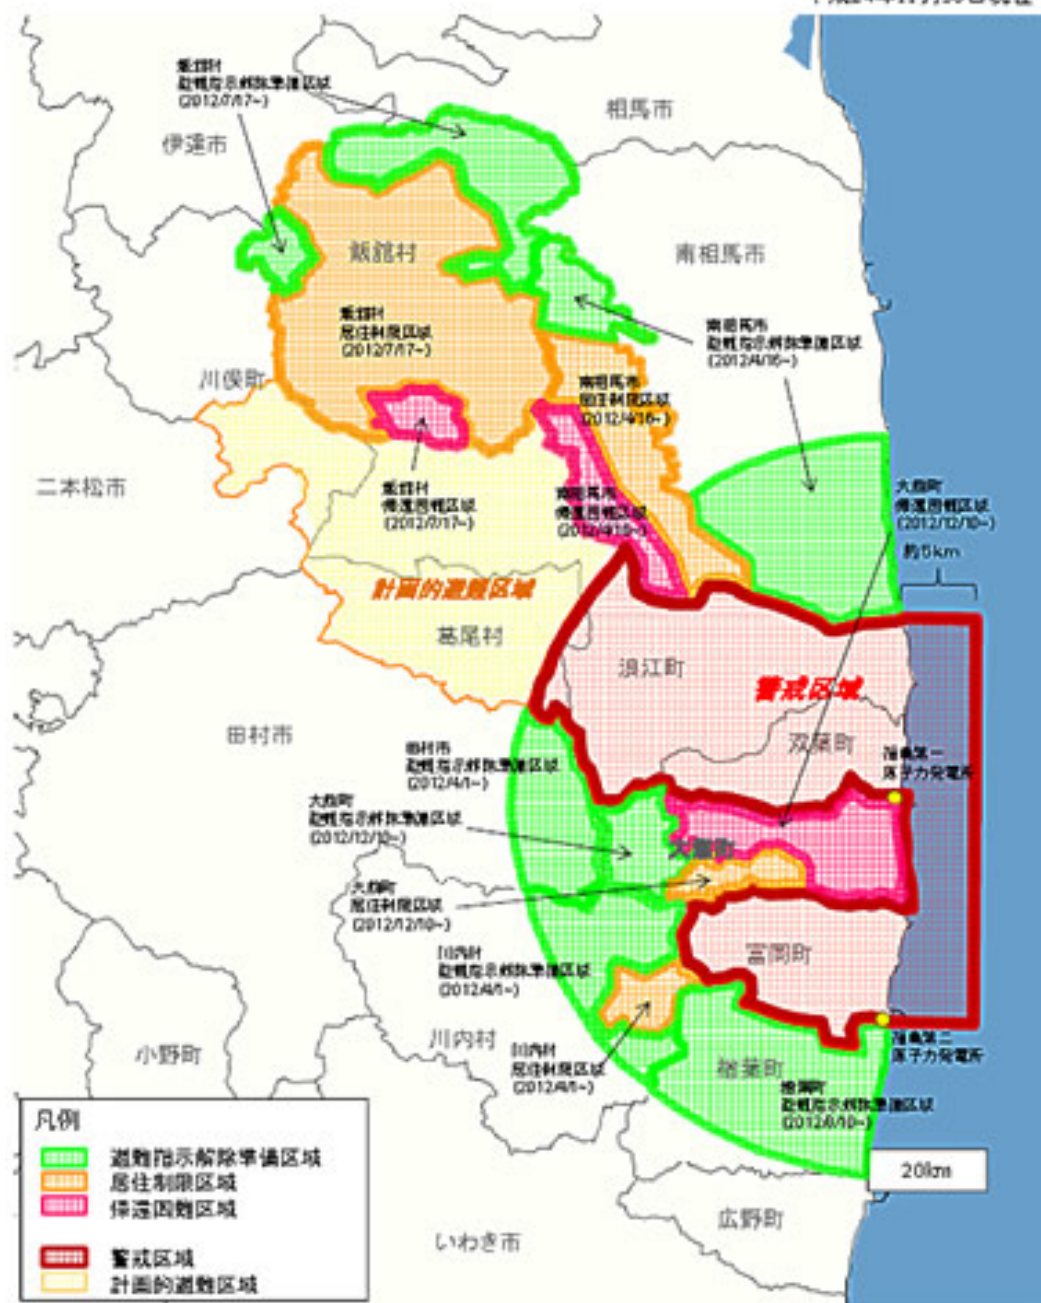 飯舘村
避難指示解除準備区域
(2012/7/17~)
相馬市
伊達市
飯舘村
南相馬市
飯舘村
居住制限区域
(2012/7/17~)
南相馬市
避難指示解除準備区域
(2012/4/16~)
川俣町
南相馬市
居住制限区域
(2012/4/16~)
二本松市
飯舘村
帰還困難区域
(2012/7/17~)
南相馬市
帰還困難区域
(2012/4/16~)
大熊町
帰還困難区域
(2012/12/10~)
約5km
計画的避難区域
葛尾村
浪江町
警戒区域
田村市
双葉町
田村市
避難指示解除準備区域
(2012/4/1~)
福島第一
原子力発電所
大熊町
避難指示解除準備区域
(2012/12/10~)
大熊町
大熊町
居住制限区域
(2012/12/10~)
富岡町
川内村
避難指示解除準備区域
(2012/4/1~)
川内村
小野町
川内村
居住制限区域
(2012/4/1~)
福島第二
原子力発電所
楢葉町
楢葉町
避難指示解除準備区域
(2012/8/10~)
凡例
避難指示解除準備区域
居住制限区域
帰還困難区域
警戒区域
計画的避難区域
20km
広野町
いわき市